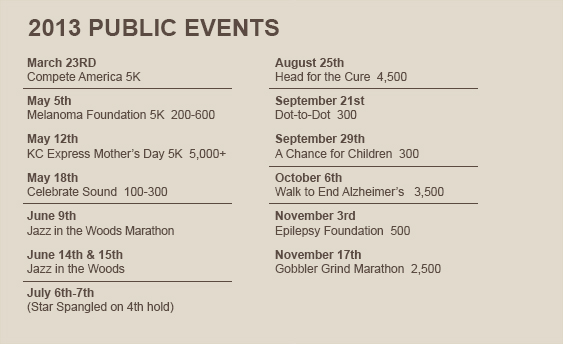 2013 PUBLIC EVENTS
March 23RD
Compete America 5K
May 5th
Melanoma Foundation 5K 200-600
May 12th
KC Express Mother's Day 5K 5,000+
May 18th
Celebrate Sound 100-300
June 9th
Jazz in the Woods Marathon
June 14th & 15th
Jazz in the Woods
July 6th-7th
(Star Spangled on 4th hold)
August 25th
Head for the Cure 4,500
September 21st
Dot-to-Dot 300
September 29th
A Chance for Children 300
October 6th
Walk to End Alzheimer's 3,500
November 3rd
Epilepsy Foundation 500
November 17th
Gobbler Grind Marathon 2,500